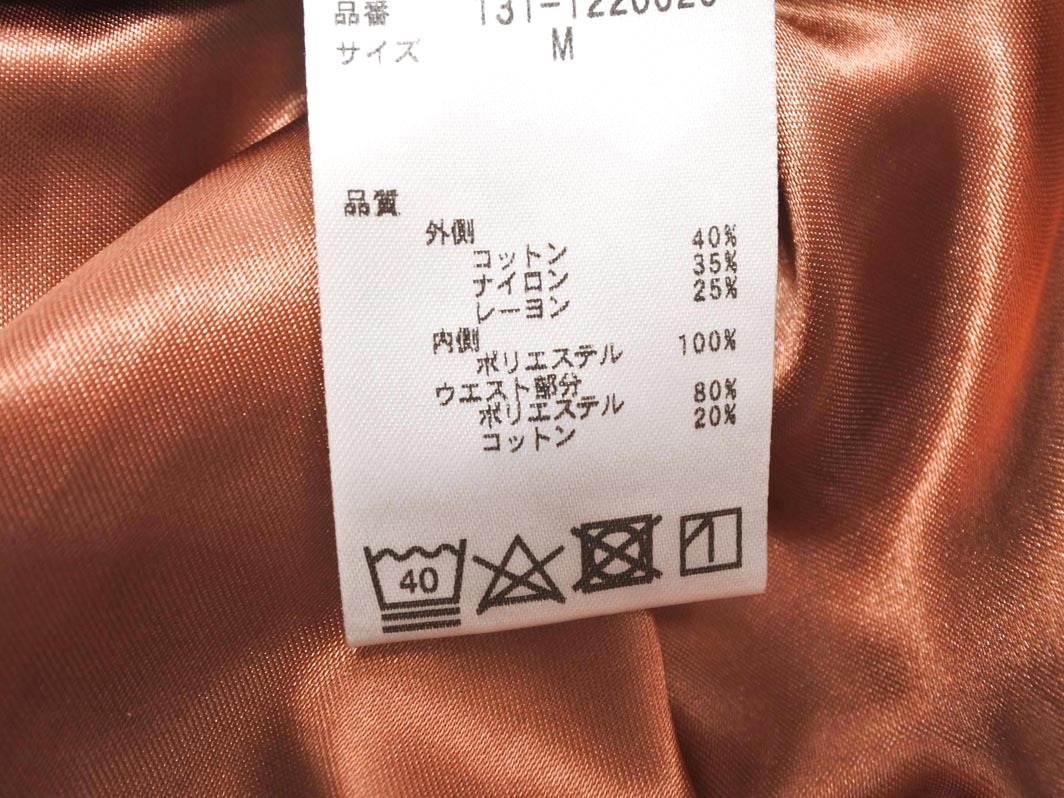 品番
サイズ M
品質
外側
コットン 40%
ナイロン 35%
レーヨン 25%
内側
ポリエステル 100%
ウエスト部分
ポリエステル 80%
コットン 20%
40